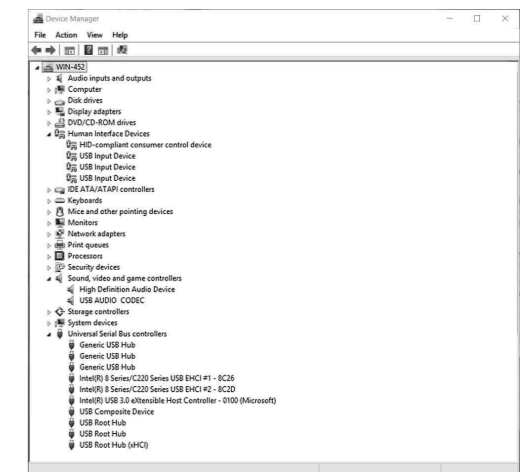 Device Manager
File Action View Help
WIN-452
Audio inputs and outputs
Computer
Disk drives
Display adapters
DVD/CD-ROM drives
Human Interface Devices
HID-compliant consumer control device
USB Input Device
USB Input Device
USB Input Device
IDE ATA/ATAPI controllers
Keyboards
Mice and other pointing devices
Monitors
Network adapters
Print queues
Processors
Security devices
Sound, video and game controllers
High Definition Audio Device
USB AUDIO CODEC
Storage controllers
System devices
Universal Serial Bus controllers
Generic USB Hub
Generic USB Hub
Generic USB Hub
Intel(R) 8 Series/C220 Series USB EHCI #1 - 8C26
Intel(R) 8 Series/C220 Series USB EHCI #2 - 8C2D
Intel(R) USB 3.0 eXtensible Host Controller - 0100 (Microsoft)
USB Composite Device
USB Root Hub
USB Root Hub
USB Root Hub (xHCI)